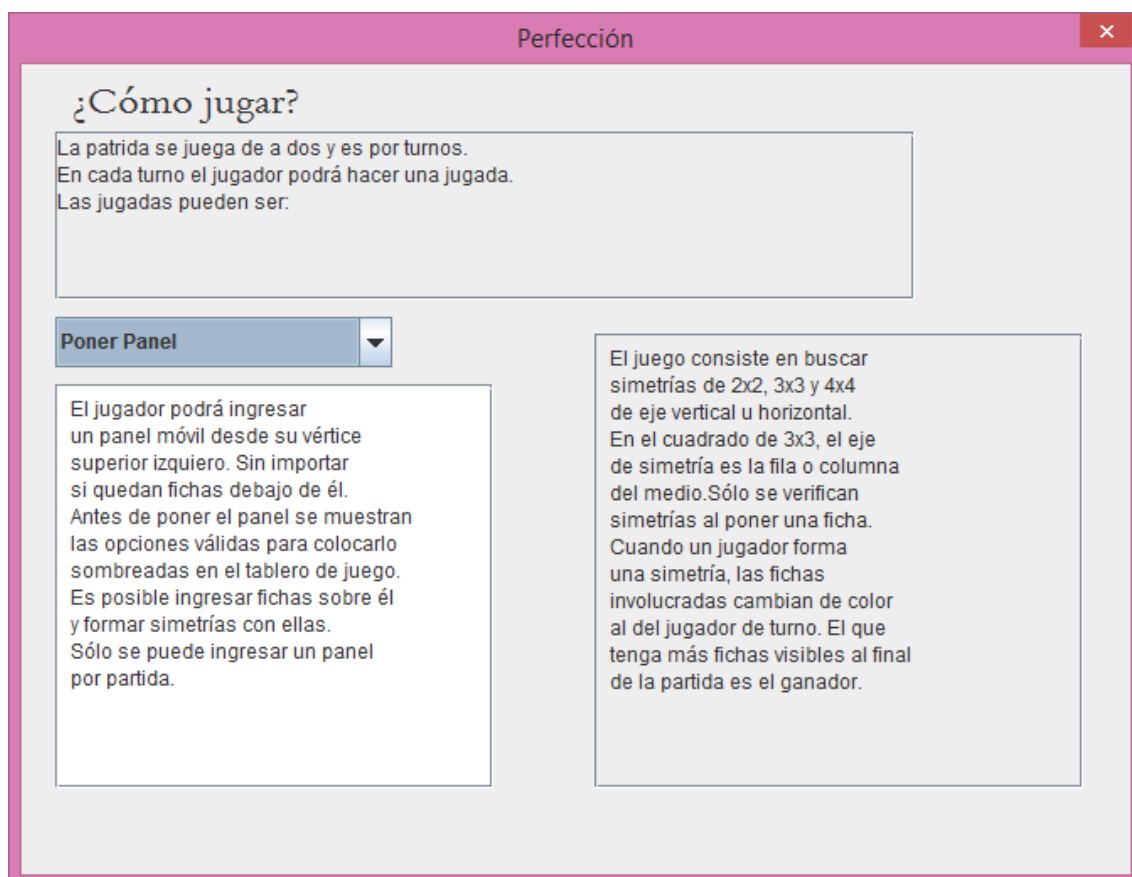 Perfección
¿Cómo jugar?
La patrida se juega de a dos y es por turnos.
En cada turno el jugador podrá hacer una jugada.
Las jugadas pueden ser:
Poner Panel
El jugador podrá ingresar
un panel móvil desde su vértice
superior izquiero. Sin importar
si quedan fichas debajo de él.
Antes de poner el panel se muestran
las opciones válidas para colocarlo
sombreadas en el tablero de juego.
Es posible ingresar fichas sobre él
y formar simetrías con ellas.
Sólo se puede ingresar un panel
por partida.
El juego consiste en buscar
simetrías de 2x2, 3x3 y 4x4
de eje vertical u horizontal.
En el cuadrado de 3x3, el eje
de simetría es la fila o columna
del medio.Sólo se verifican
simetrías al poner una ficha.
Cuando un jugador forma
una simetría, las fichas
involucradas cambian de color
al del jugador de turno. El que
tenga más fichas visibles al final
de la partida es el ganador.